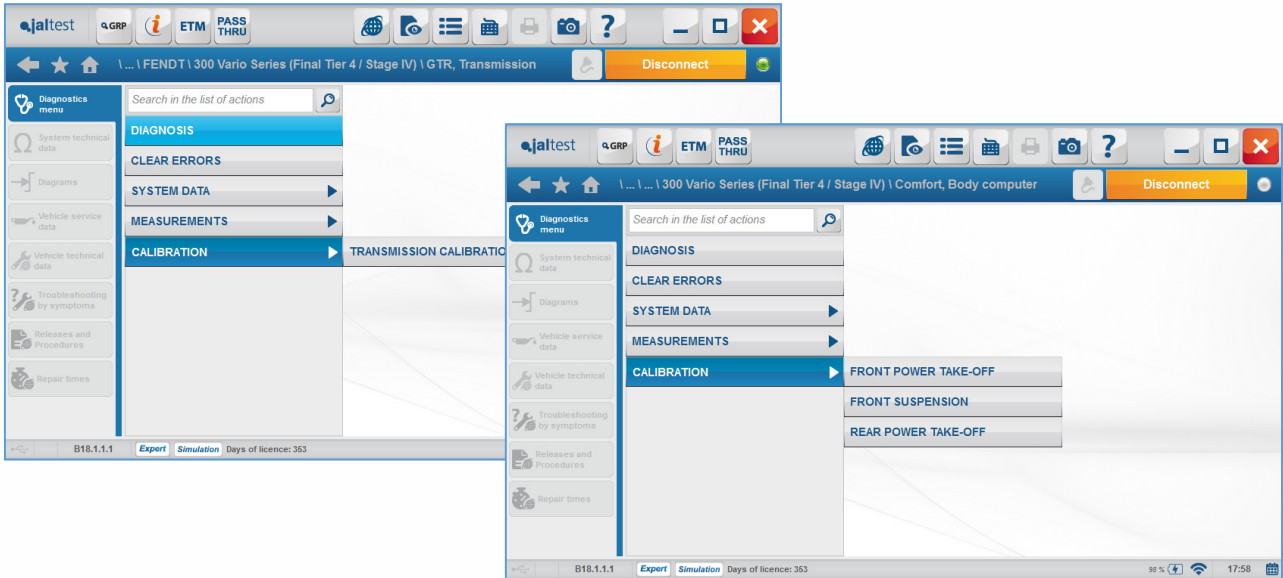 jaltest GRP i ETM PASS THRU ?
\ ... \ FENDT \ 300 Vario Series (Final Tier 4 / Stage IV) \ GTR, Transmission Disconnect
Diagnostics menu
System technical data
Diagrams
Vehicle service data
Vehicle technical data
Troubleshooting by symptoms
Releases and Procedures
Repair times
Search in the list of actions
DIAGNOSIS
CLEAR ERRORS
SYSTEM DATA
MEASUREMENTS
CALIBRATION TRANSMISSION CALIBRATIO
B18.1.1.1 Expert Simulation Days of licence: 353
jaltest GRP i ETM PASS THRU ?
\ ... \ ... \ 300 Vario Series (Final Tier 4 / Stage IV) \ Comfort, Body computer Disconnect
Diagnostics menu
System technical data
Diagrams
Vehicle service data
Vehicle technical data
Troubleshooting by symptoms
Releases and Procedures
Repair times
Search in the list of actions
DIAGNOSIS
CLEAR ERRORS
SYSTEM DATA
MEASUREMENTS
CALIBRATION FRONT POWER TAKE-OFF
FRONT SUSPENSION
REAR POWER TAKE-OFF
B18.1.1.1 Expert Simulation Days of licence: 353 98 % 17:58